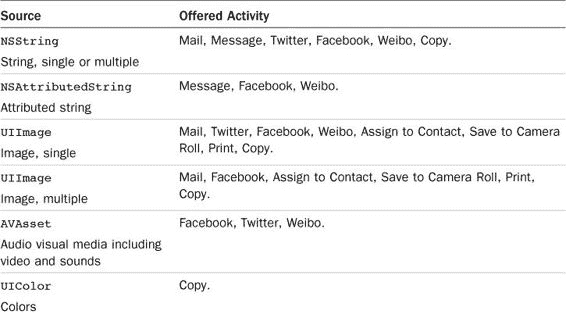 Source Offered Activity
NSString Mail, Message, Twitter, Facebook, Weibo, Copy.
String, single or multiple
NSAttributedString Message, Facebook, Weibo.
Attributed string
UIImage Mail, Twitter, Facebook, Weibo, Assign to Contact, Save to Camera
Image, single Roll, Print, Copy.
UIImage Mail, Facebook, Assign to Contact, Save to Camera Roll, Print,
Image, multiple Copy.
AVAsset Facebook, Twitter, Weibo.
Audio visual media including
video and sounds
UIColor Copy.
Colors